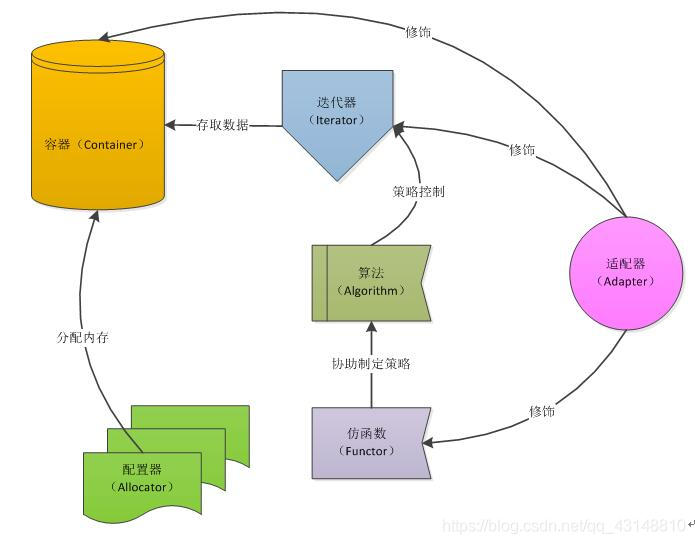 修饰
迭代器
（Iterator）
容器（Container）
存取数据
修饰
策略控制
适配器
（Adapter）
算法
（Algorithm）
分配内存
协助制定策略
修饰
仿函数
（Functor）
配置器
（Allocator）
https://blog.csdn.net/qq_43148810